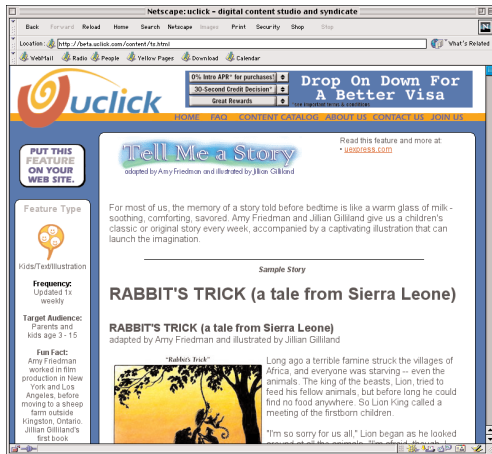 Netscape: uclick - digital content studio and syndicate
Back Forward Reload Home Search Netscape Images Print Security Shop Stop
Location: http://beta.uclick.com/content/ts.html What's Related
WebMail Radio People Yellow Pages Download Calendar
uclick
0% Intro APR* for purchases!
30-Second Credit Decision*
Great Rewards
Drop On Down For
A Better Visa
*See important terms & conditions
HOME FAQ CONTENT CATALOG ABOUT US CONTACT US JOIN US
PUT THIS
FEATURE
ON YOUR
WEB SITE.
Tell Me a Story
adapted by Amy Friedman and illustrated by Jillian Gilliland
Read this feature and more at:
• uexpress.com
Feature Type
Kids/Text/Illustration
Frequency:
Updated 1x
weekly
Target Audience:
Parents and
kids age 3 - 15
Fun Fact:
Amy Friedman
worked in film
production in New
York and Los
Angeles, before
moving to a sheep
farm outside
Kingston, Ontario.
Jillian Gilliland's
first book
For most of us, the memory of a story told before bedtime is like a warm glass of milk -
soothing, comforting, savored. Amy Friedman and Jillian Gilliland give us a children's
classic or original story every week, accompanied by a captivating illustration that can
launch the imagination.
Sample Story
RABBIT'S TRICK (a tale from Sierra Leone)
RABBIT'S TRICK (a tale from Sierra Leone)
adapted by Amy Friedman and illustrated by Jillian Gilliland
"Rabbit's Trick"
Long ago a terrible famine struck the villages of
Africa, and everyone was starving -- even the
animals. The king of the beasts, Lion, tried to
feed his fellow animals, but before long he could
find no food anywhere. So Lion King called a
meeting of the firstborn children.
"I'm so sorry for us all," Lion began as he looked